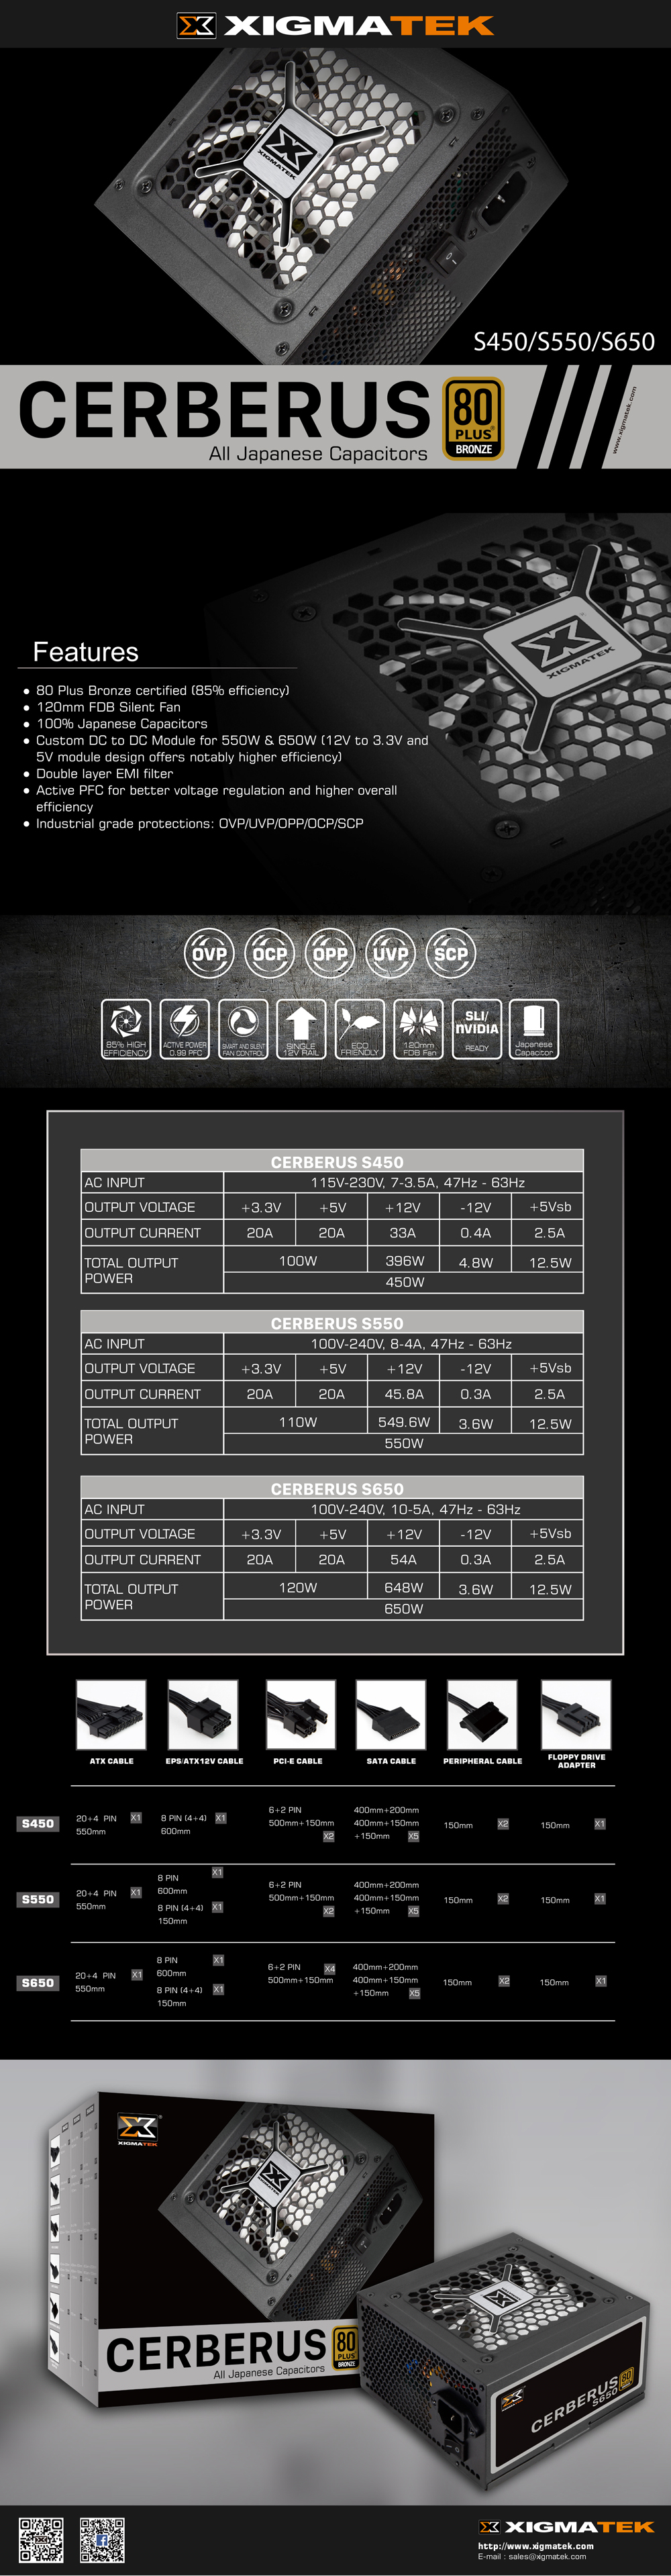 XIGMATEK
XIGMATEK
S450/S550/S650
CERBERUS
80
PLUS®
BRONZE
All Japanese Capacitors
www.xigmatek.com
XIGMATEK
Features
● 80 Plus Bronze certified (85% efficiency)
● 120mm FDB Silent Fan
● 100% Japanese Capacitors
● Custom DC to DC Module for 550W & 650W (12V to 3.3V and
5V module design offers notably higher efficiency)
● Double layer EMI filter
● Active PFC for better voltage regulation and higher overall
efficiency
● Industrial grade protections: OVP/UVP/OPP/OCP/SCP
OVP OCP OPP UVP SCP
85% HIGH
EFFICIENCY
ACTIVE POWER
0.99 PFC
SMART AND SILENT
FAN CONTROL
SINGLE
12V RAIL
ECO
FRIENDLY
120mm
FDB Fan
SLI/
nVIDIA
READY
Japanese
Capacitor
CERBERUS S450
AC INPUT 115V-230V, 7-3.5A, 47Hz - 63Hz
OUTPUT VOLTAGE +3.3V +5V +12V -12V +5Vsb
OUTPUT CURRENT 20A 20A 33A 0.4A 2.5A
TOTAL OUTPUT
POWER
100W 396W 4.8W 12.5W
450W
CERBERUS S550
AC INPUT 100V-240V, 8-4A, 47Hz - 63Hz
OUTPUT VOLTAGE +3.3V +5V +12V -12V +5Vsb
OUTPUT CURRENT 20A 20A 45.8A 0.3A 2.5A
TOTAL OUTPUT
POWER
110W 549.6W 3.6W 12.5W
550W
CERBERUS S650
AC INPUT 100V-240V, 10-5A, 47Hz - 63Hz
OUTPUT VOLTAGE +3.3V +5V +12V -12V +5Vsb
OUTPUT CURRENT 20A 20A 54A 0.3A 2.5A
TOTAL OUTPUT
POWER
120W 648W 3.6W 12.5W
650W
ATX CABLE
EPS/ATX12V CABLE
PCI-E CABLE
SATA CABLE
PERIPHERAL CABLE
FLOPPY DRIVE
ADAPTER
S450
20+4 PIN X1
550mm
8 PIN (4+4) X1
600mm
6+2 PIN
500mm+150mm
X2
400mm+200mm
400mm+150mm
+150mm X5
150mm X2
150mm X1
S550
20+4 PIN X1
550mm
8 PIN X1
600mm
8 PIN (4+4) X1
150mm
6+2 PIN
500mm+150mm
X2
400mm+200mm
400mm+150mm
+150mm X5
150mm X2
150mm X1
S650
20+4 PIN X1
550mm
8 PIN X1
600mm
8 PIN (4+4) X1
150mm
6+2 PIN X4
500mm+150mm
400mm+200mm
400mm+150mm
+150mm X5
150mm X2
150mm X1
XIGMATEK
CERBERUS
80
PLUS
BRONZE
All Japanese Capacitors
CERBERUS
S650
80
XIGMATEK
http://www.xigmatek.com
E-mail : sales@xigmatek.com